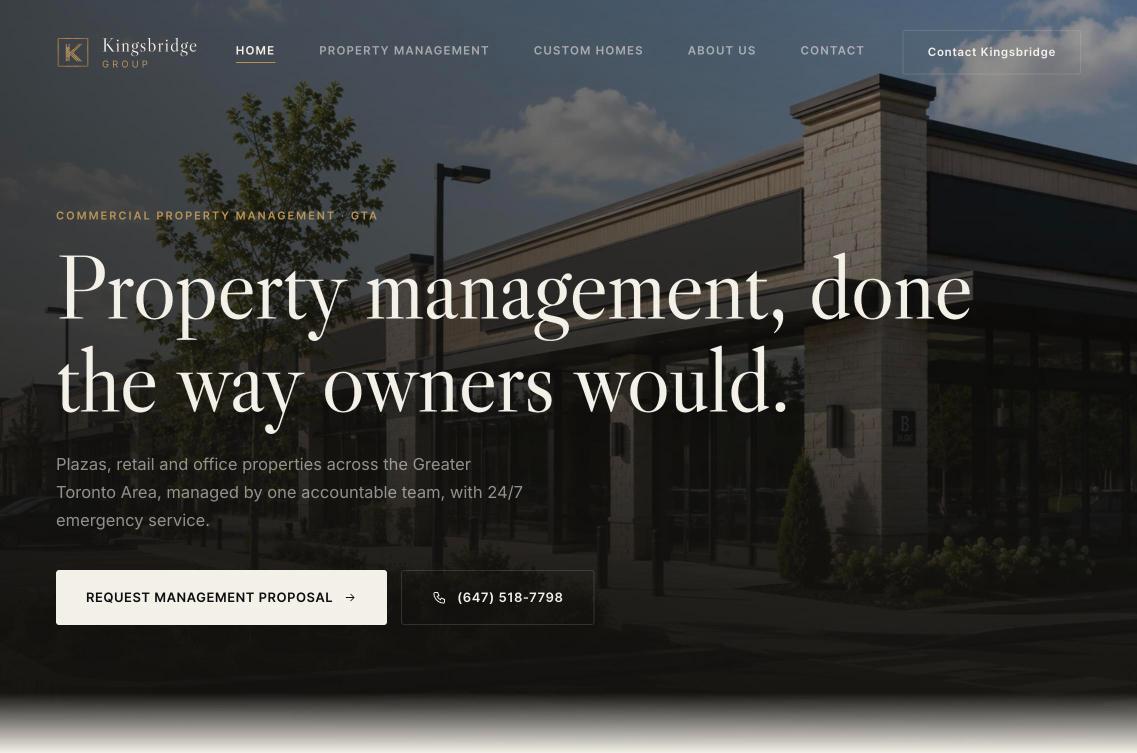 Kingsbridge
GROUP
HOME
PROPERTY MANAGEMENT
CUSTOM HOMES
ABOUT US
CONTACT
Contact Kingsbridge
COMMERCIAL PROPERTY MANAGEMENT · GTA
Property management, done
the way owners would.
Plazas, retail and office properties across the Greater
Toronto Area, managed by one accountable team, with 24/7
emergency service.
REQUEST MANAGEMENT PROPOSAL →
(647) 518-7798
B